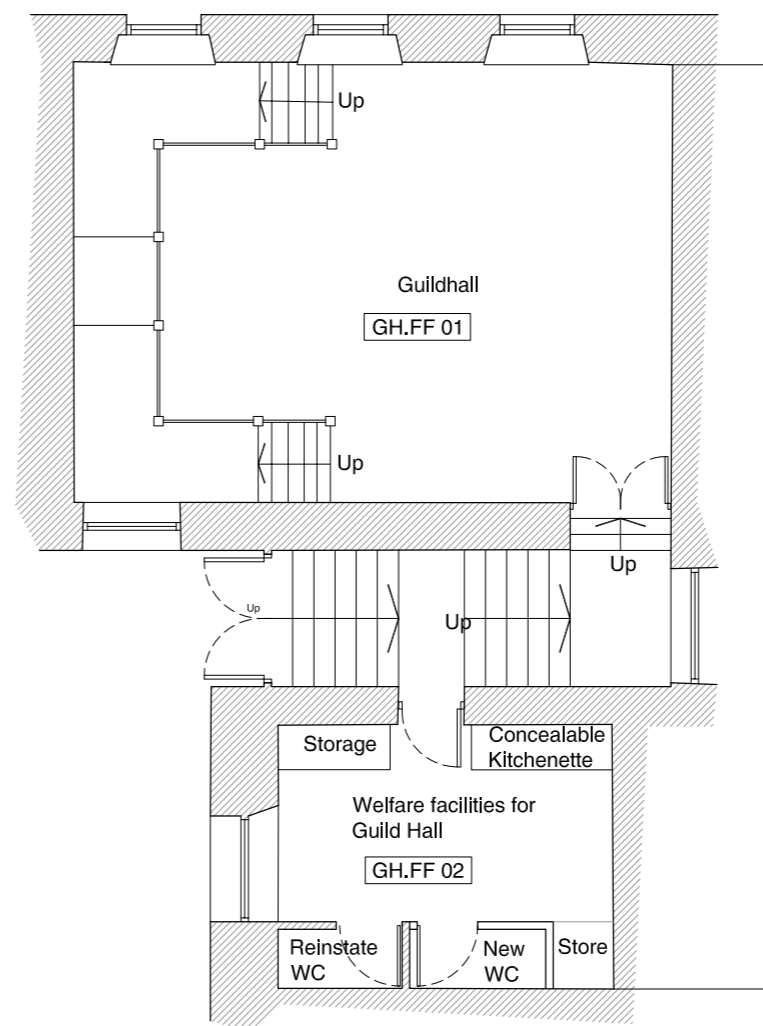 Up
Guildhall
GH.FF 01
Up
Up
Up
Up
Storage
Concealable
Kitchenette
Welfare facilities for
Guild Hall
GH.FF 02
Reinstate
WC
New
WC
Store